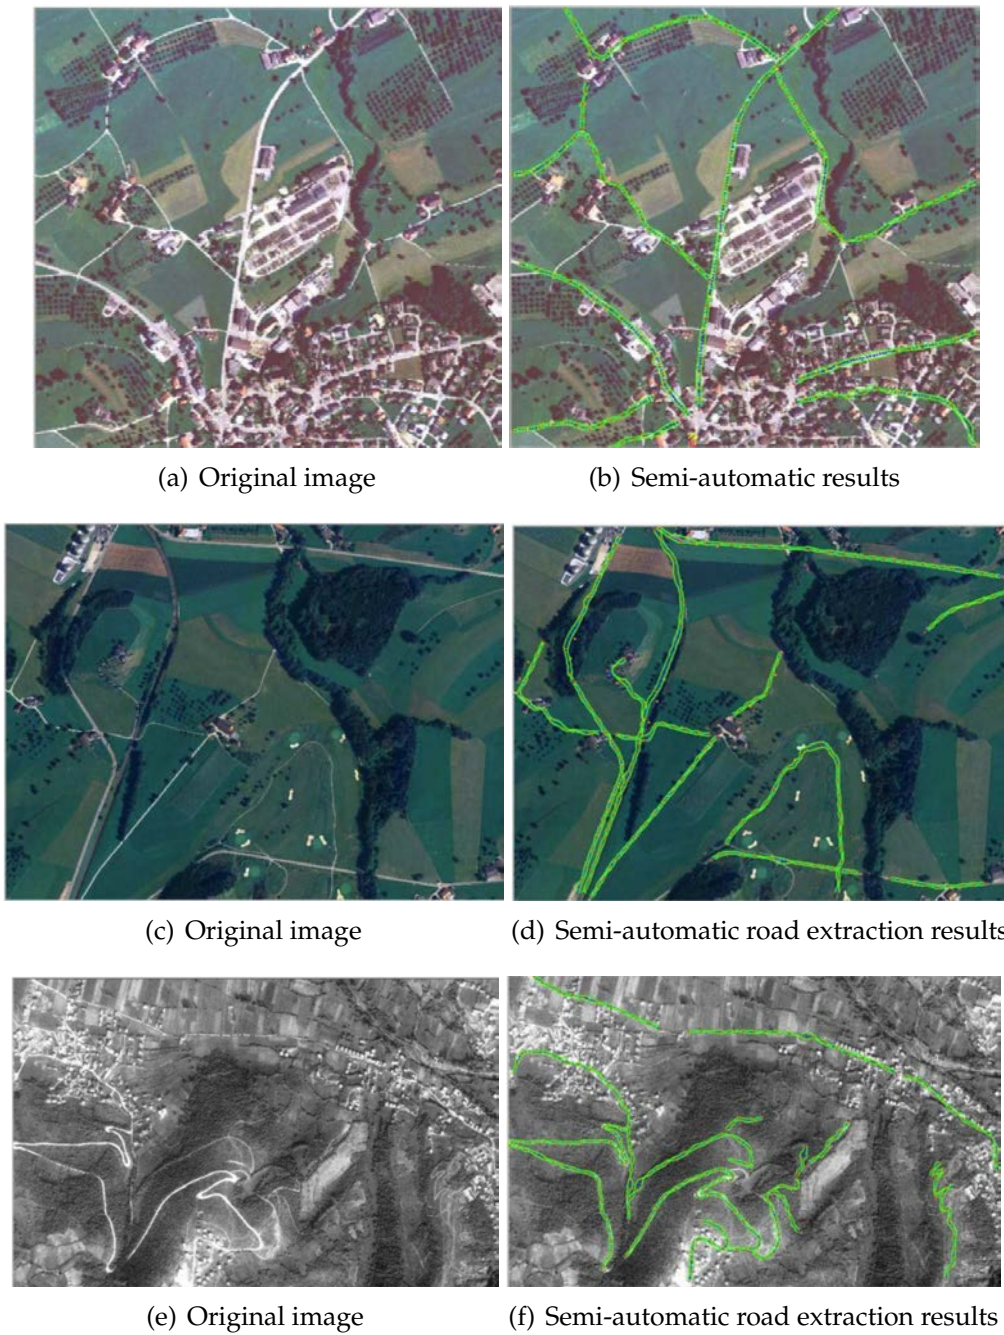 (a) Original image
(b) Semi-automatic results
(c) Original image
(d) Semi-automatic road extraction results
(e) Original image
(f) Semi-automatic road extraction results